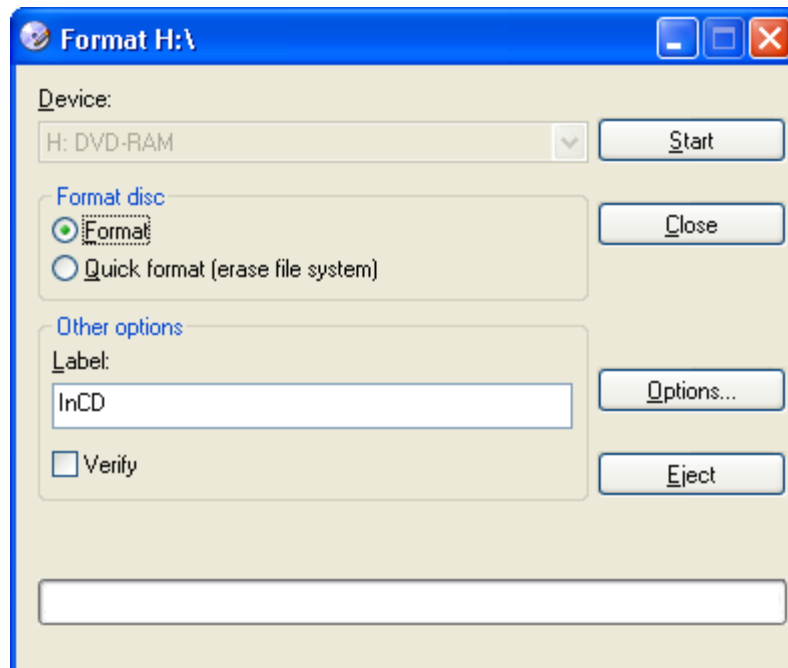 Format H:\
Device:
H: DVD-RAM
Start
Format disc
Format
Close
Quick format (erase file system)
Other options
Label:
InCD
Options...
Verify
Eject